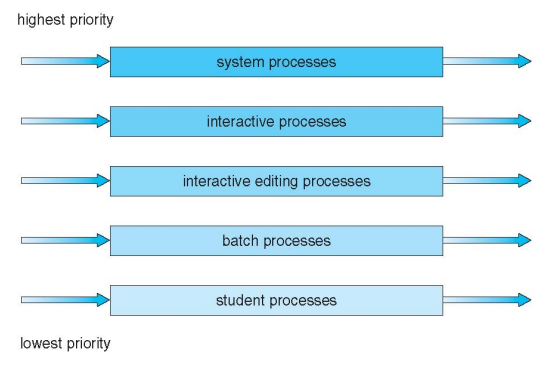 highest priority
system processes
interactive processes
interactive editing processes
batch processes
student processes
lowest priority